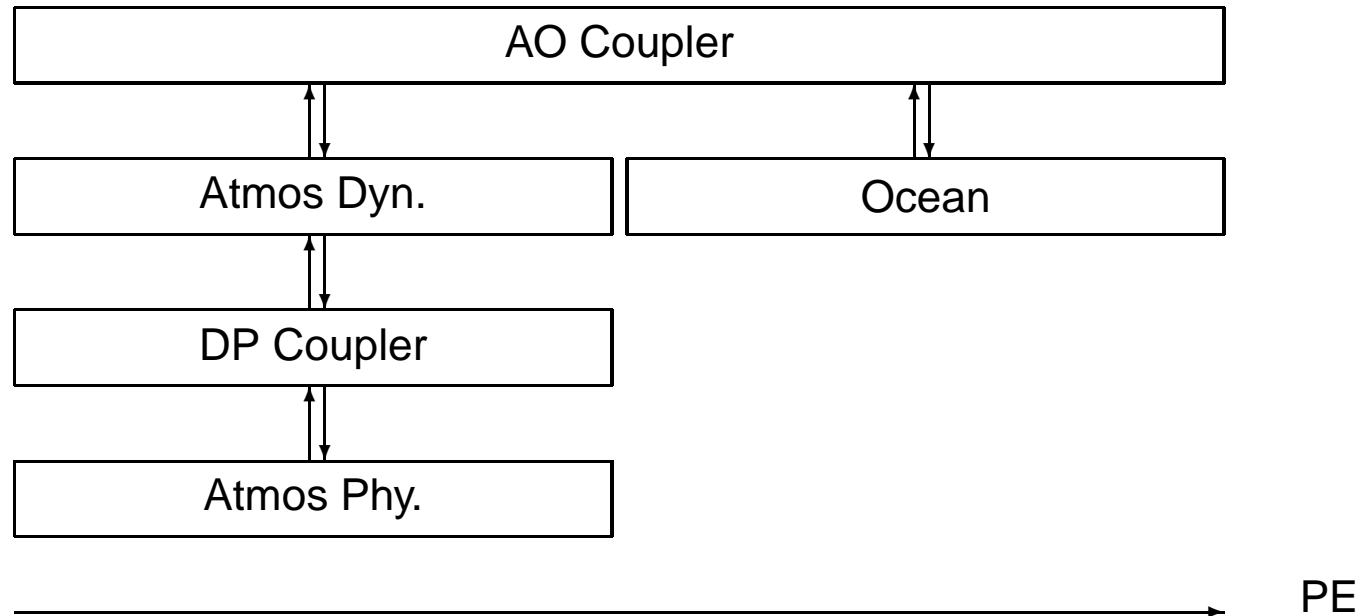 AO Coupler
Atmos Dyn.
Ocean
DP Coupler
Atmos Phy.
PE